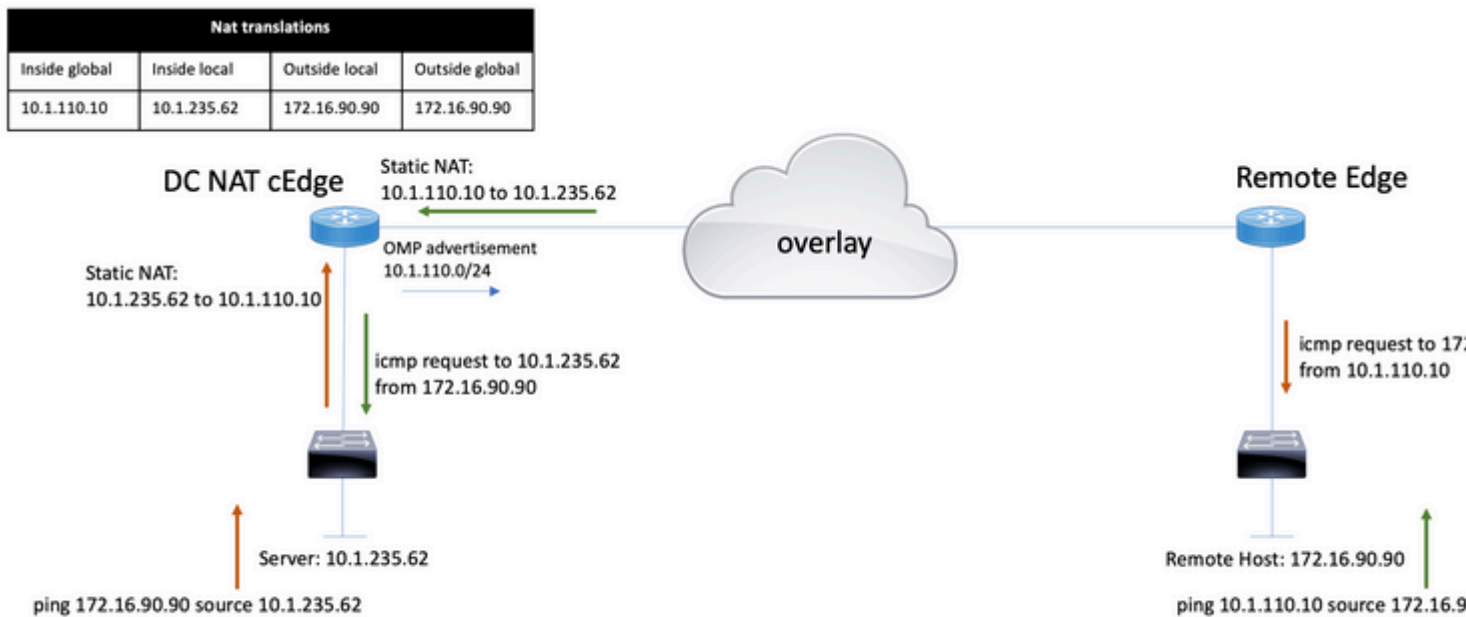 Nat translations
Inside global Inside local Outside local Outside global
10.1.110.10 10.1.235.62 172.16.90.90 172.16.90.90
DC NAT cEdge
Static NAT:
10.1.110.10 to 10.1.235.62
Remote Edge
overlay
OMP advertisement
10.1.110.0/24
Static NAT:
10.1.235.62 to 10.1.110.10
icmp request to 10.1.235.62
from 172.16.90.90
icmp request to 172
from 10.1.110.10
Server: 10.1.235.62
Remote Host: 172.16.90.90
ping 172.16.90.90 source 10.1.235.62
ping 10.1.110.10 source 172.16.9